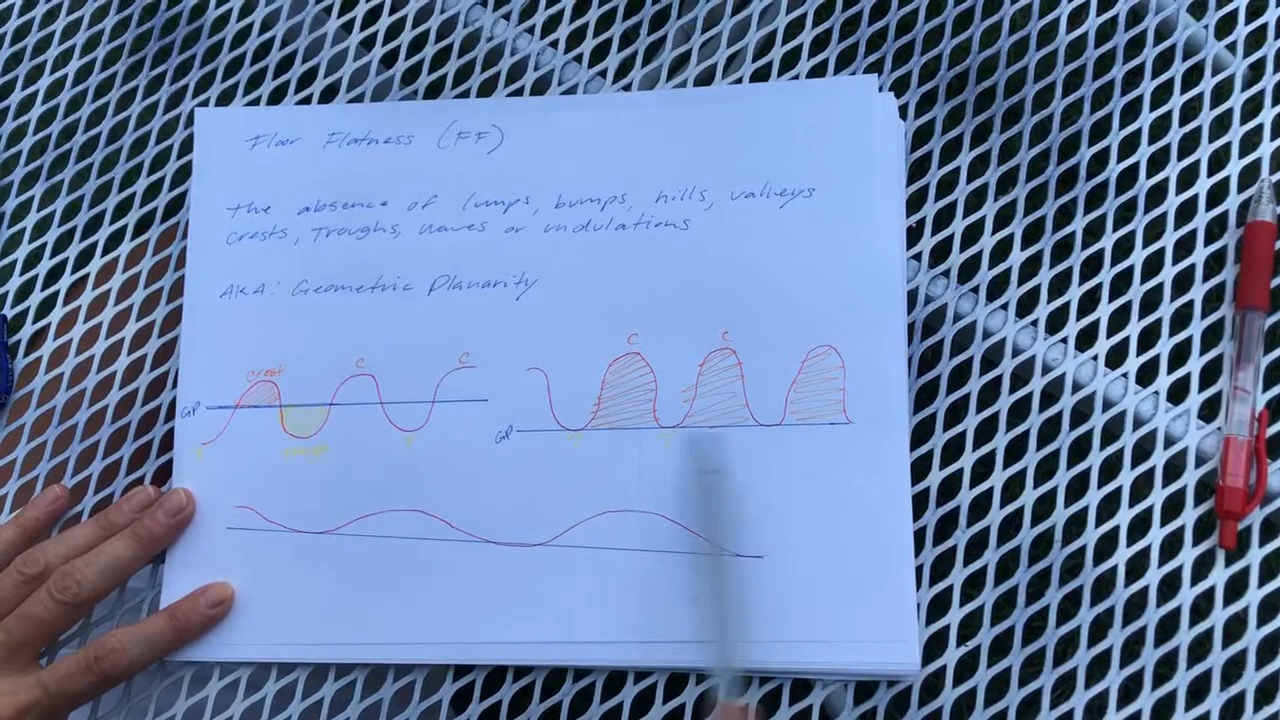 Floor Flatness (FF)
the absence of lumps, bumps, hills, valleys
crests, Troughs, waves or undulations
AKA: Geometric Planarity
C C
crest C C
GP
GP
T T
T trough T